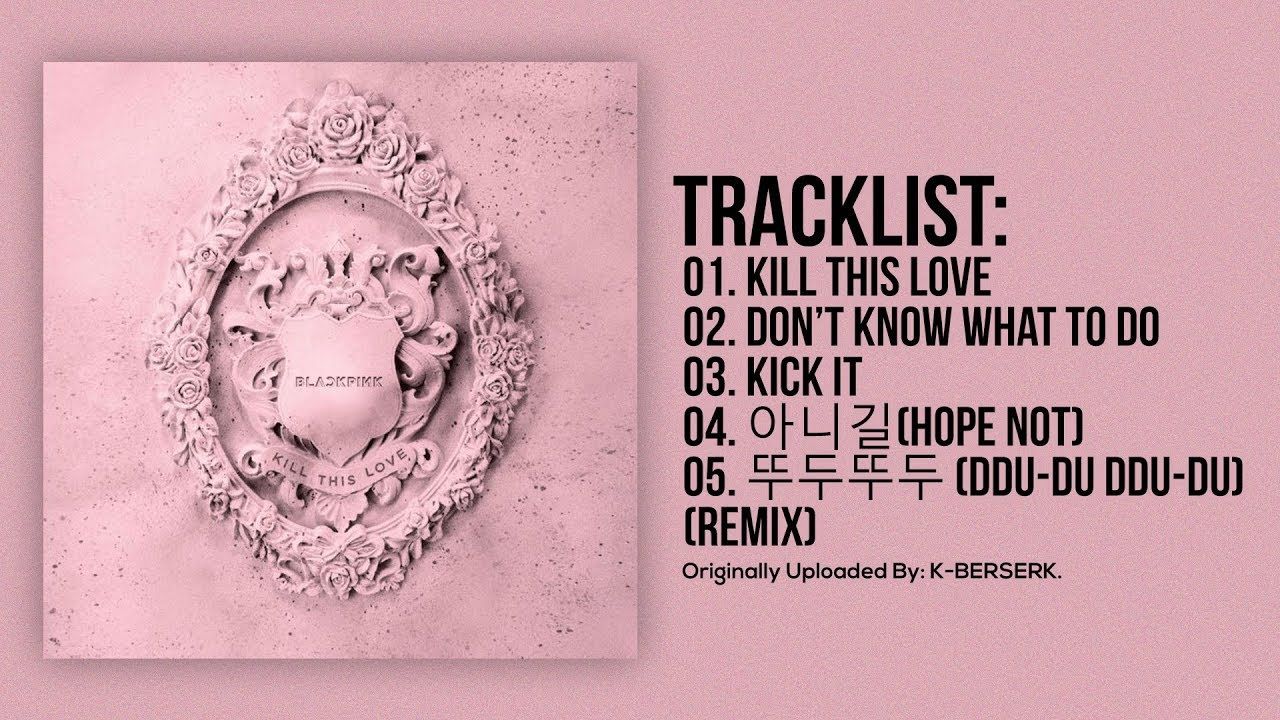 BLACKPINK
KILL THIS LOVE
TRACKLIST:
01. KILL THIS LOVE
02. DON’T KNOW WHAT TO DO
03. KICK IT
04. 아니길(HOPE NOT)
05. 뚜두뚜두 (DDU-DU DDU-DU)
(REMIX)
Originally Uploaded By: K-BERSERK.